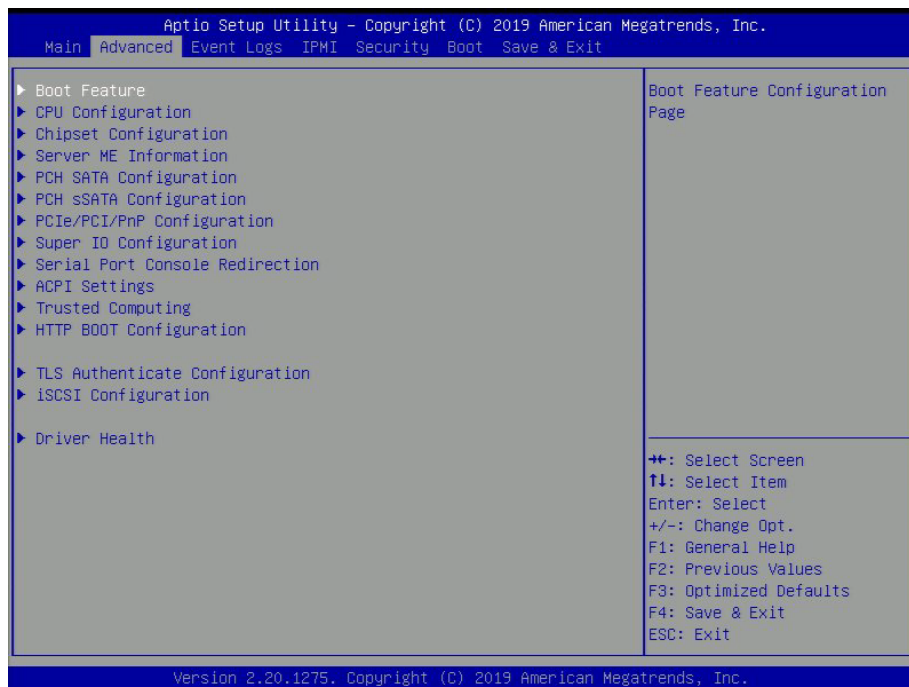 Aptio Setup Utility – Copyright (C) 2019 American Megatrends, Inc.
Main Advanced Event Logs IPMI Security Boot Save & Exit
▶ Boot Feature
▶ CPU Configuration
▶ Chipset Configuration
▶ Server ME Information
▶ PCH SATA Configuration
▶ PCH sSATA Configuration
▶ PCIe/PCI/PnP Configuration
▶ Super IO Configuration
▶ Serial Port Console Redirection
▶ ACPI Settings
▶ Trusted Computing
▶ HTTP BOOT Configuration
▶ TLS Authenticate Configuration
▶ iSCSI Configuration
▶ Driver Health
Boot Feature Configuration
Page
→←: Select Screen
↑↓: Select Item
Enter: Select
+/-: Change Opt.
F1: General Help
F2: Previous Values
F3: Optimized Defaults
F4: Save & Exit
ESC: Exit
Version 2.20.1275. Copyright (C) 2019 American Megatrends, Inc.